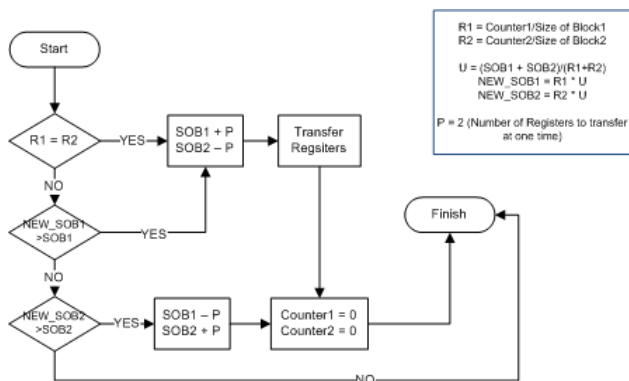 R1 = Counter1/Size of Block1
R2 = Counter2/Size of Block2
U = (SOB1 + SOB2)/(R1+R2)
NEW_SOB1 = R1 * U
NEW_SOB2 = R2 * U
P = 2 (Number of Registers to transfer
at one time)
Start
R1 = R2
YES
SOB1 + P
SOB2 – P
Transfer
Regsiters
NO
NEW_SOB1
>SOB1
YES
Finish
NO
NEW_SOB2
>SOB2
YES
SOB1 – P
SOB2 + P
Counter1 = 0
Counter2 = 0
NO